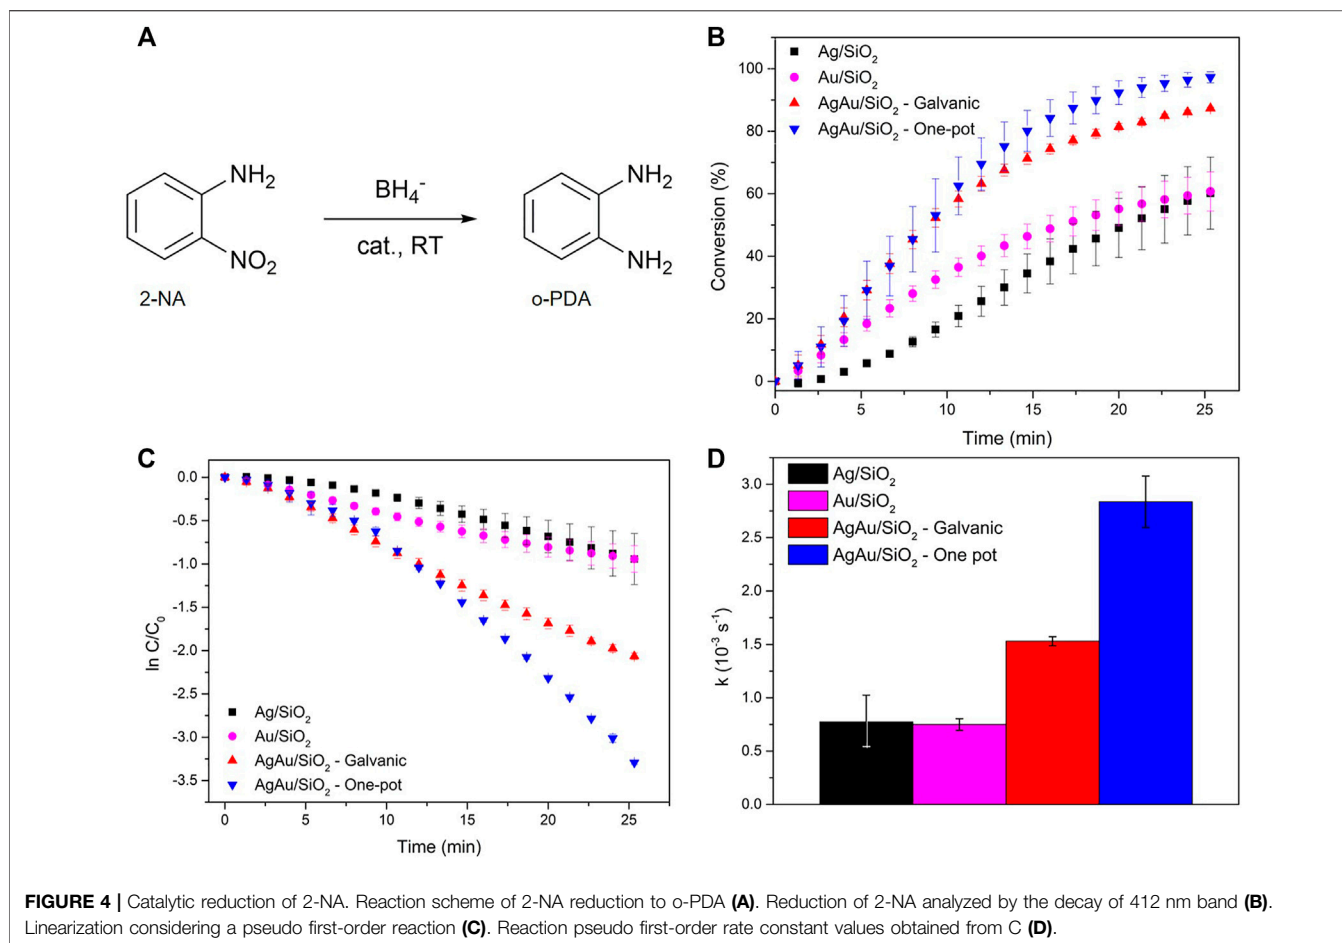 A
NH2
NO2
2-NA
BH4-
cat., RT
NH2
NH2
o-PDA
B
Ag/SiO2
Au/SiO2
AgAu/SiO2 - Galvanic
AgAu/SiO2 - One-pot
100
80
60
40
20
0
Conversion (%)
0 5 10 15 20 25
Time (min)
C
0.0
-0.5
-1.0
-1.5
-2.0
-2.5
-3.0
-3.5
ln C/C0
Ag/SiO2
Au/SiO2
AgAu/SiO2 - Galvanic
AgAu/SiO2 - One-pot
0 5 10 15 20 25
Time (min)
D
Ag/SiO2
Au/SiO2
AgAu/SiO2 - Galvanic
AgAu/SiO2 - One pot
3.0
2.5
2.0
1.5
1.0
0.5
0.0
k (10-3 s-1)
FIGURE 4 | Catalytic reduction of 2-NA. Reaction scheme of 2-NA reduction to o-PDA (A). Reduction of 2-NA analyzed by the decay of 412 nm band (B).
Linearization considering a pseudo first-order reaction (C). Reaction pseudo first-order rate constant values obtained from C (D).